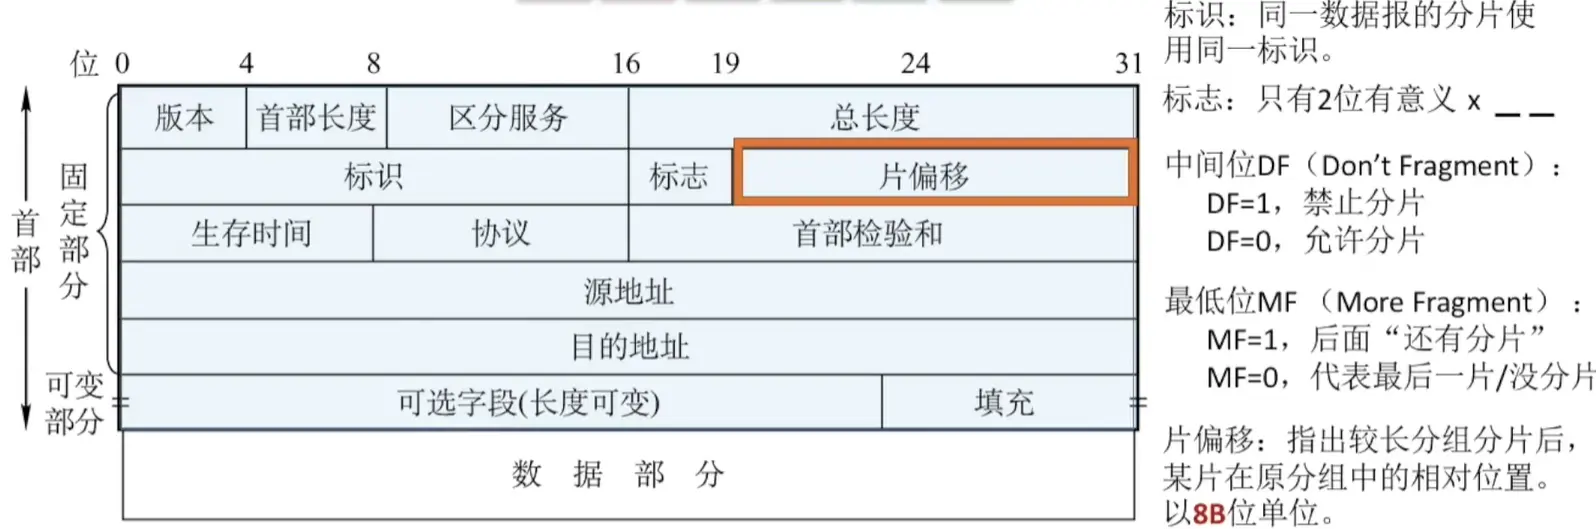 位 0 4 8 16 19 24 31
版本 首部长度 区分服务 总长度
标识 标志 片偏移
生存时间 协议 首部检验和
源地址
目的地址
可选字段(长度可变) 填充
数 据 部 分
首部
固定部分
可变
部分
标识：同一数据报的分片使
用同一标识。
标志：只有2位有意义 x _ _
中间位DF（Don’t Fragment）：
DF=1，禁止分片
DF=0，允许分片
最低位MF （More Fragment）：
MF=1，后面“还有分片”
MF=0，代表最后一片/没分片
片偏移：指出较长分组分片后，
某片在原分组中的相对位置。
以8B位单位。